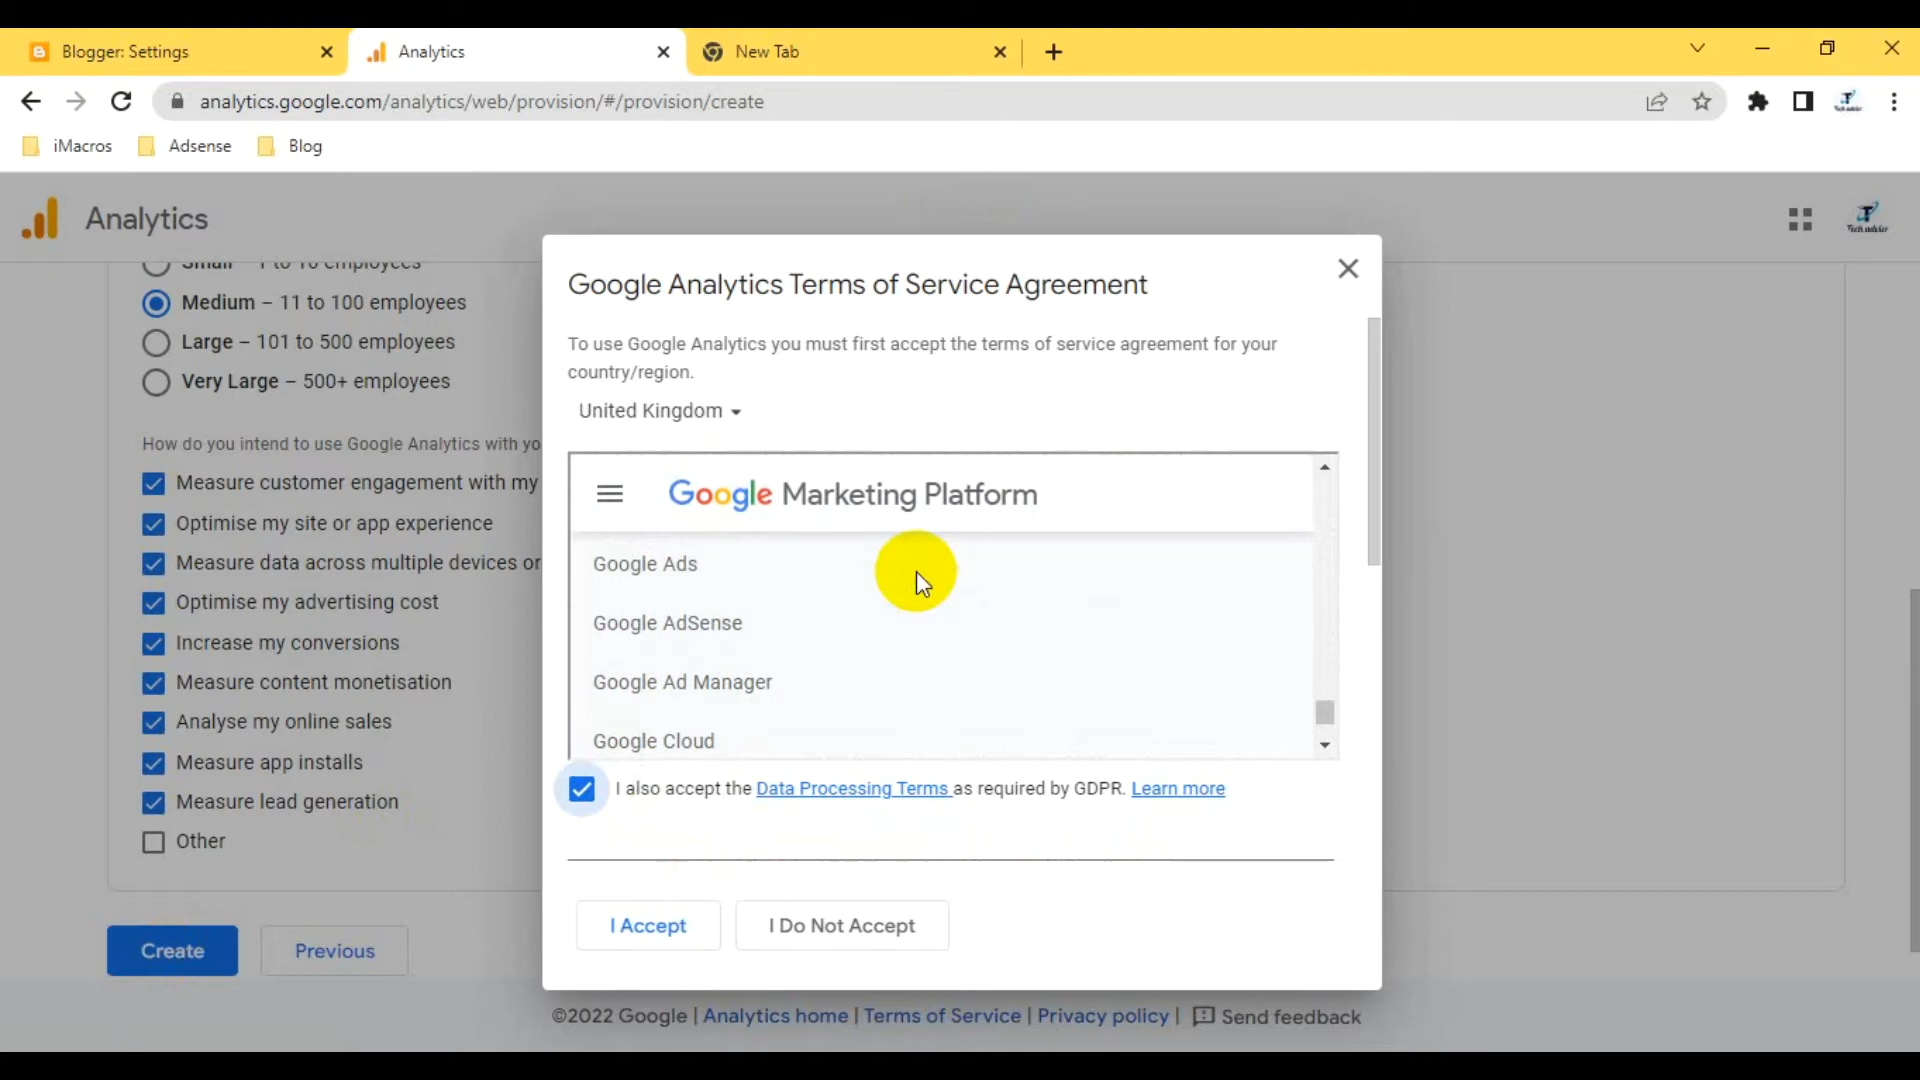 Blogger: Settings
Analytics
New Tab
analytics.google.com/analytics/web/provision/#/provision/create
iMacros
Adsense
Blog
Analytics
Tech advier
Small – 1 to 10 employees
Medium – 11 to 100 employees
Large – 101 to 500 employees
Very Large – 500+ employees
How do you intend to use Google Analytics with yo
Measure customer engagement with my
Optimise my site or app experience
Measure data across multiple devices or
Optimise my advertising cost
Increase my conversions
Measure content monetisation
Analyse my online sales
Measure app installs
Measure lead generation
Other
Create
Previous
Google Analytics Terms of Service Agreement
To use Google Analytics you must first accept the terms of service agreement for your
country/region.
United Kingdom
Google Marketing Platform
Google Ads
Google AdSense
Google Ad Manager
Google Cloud
I also accept the Data Processing Terms as required by GDPR. Learn more
I Accept
I Do Not Accept
©2022 Google | Analytics home | Terms of Service | Privacy policy | Send feedback